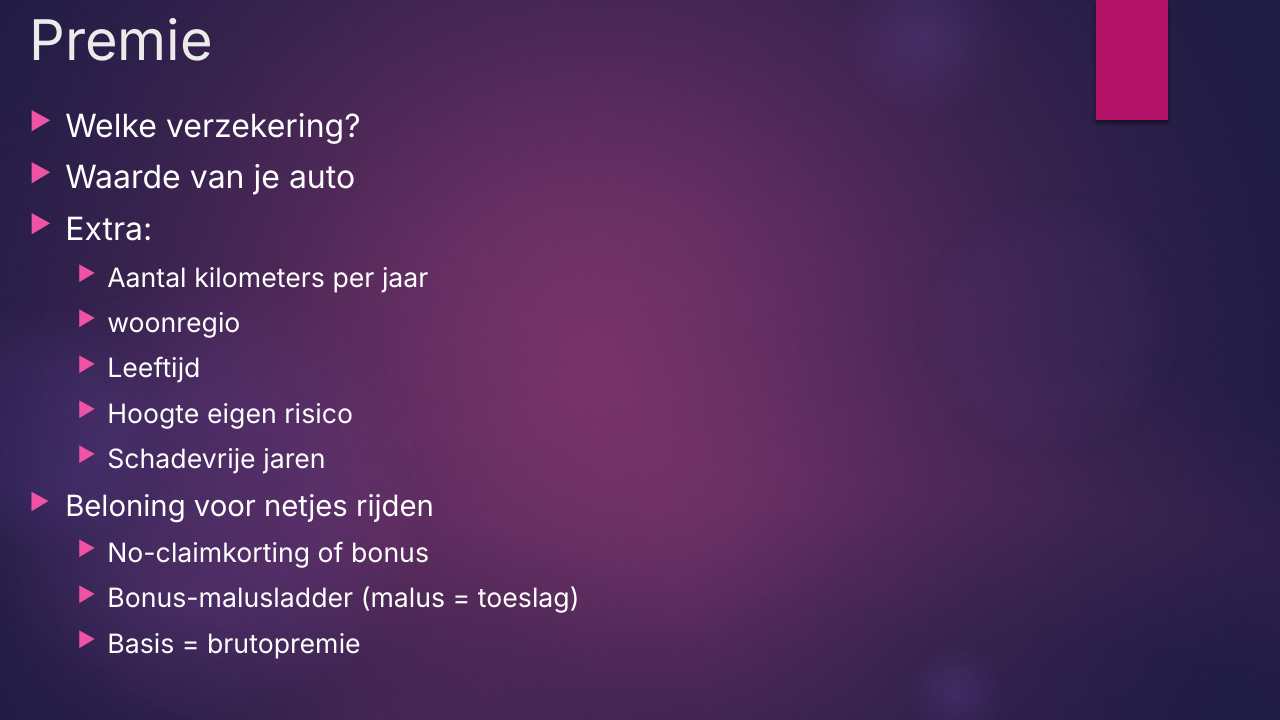 Premie
Welke verzekering?
Waarde van je auto
Extra:
Aantal kilometers per jaar
woonregio
Leeftijd
Hoogte eigen risico
Schadevrije jaren
Beloning voor netjes rijden
No-claimkorting of bonus
Bonus-malusladder (malus = toeslag)
Basis = brutopremie